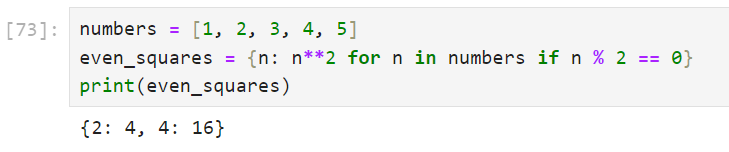 [73]: numbers = [1, 2, 3, 4, 5]
even_squares = {n: n**2 for n in numbers if n % 2 == 0}
print(even_squares)
{2: 4, 4: 16}